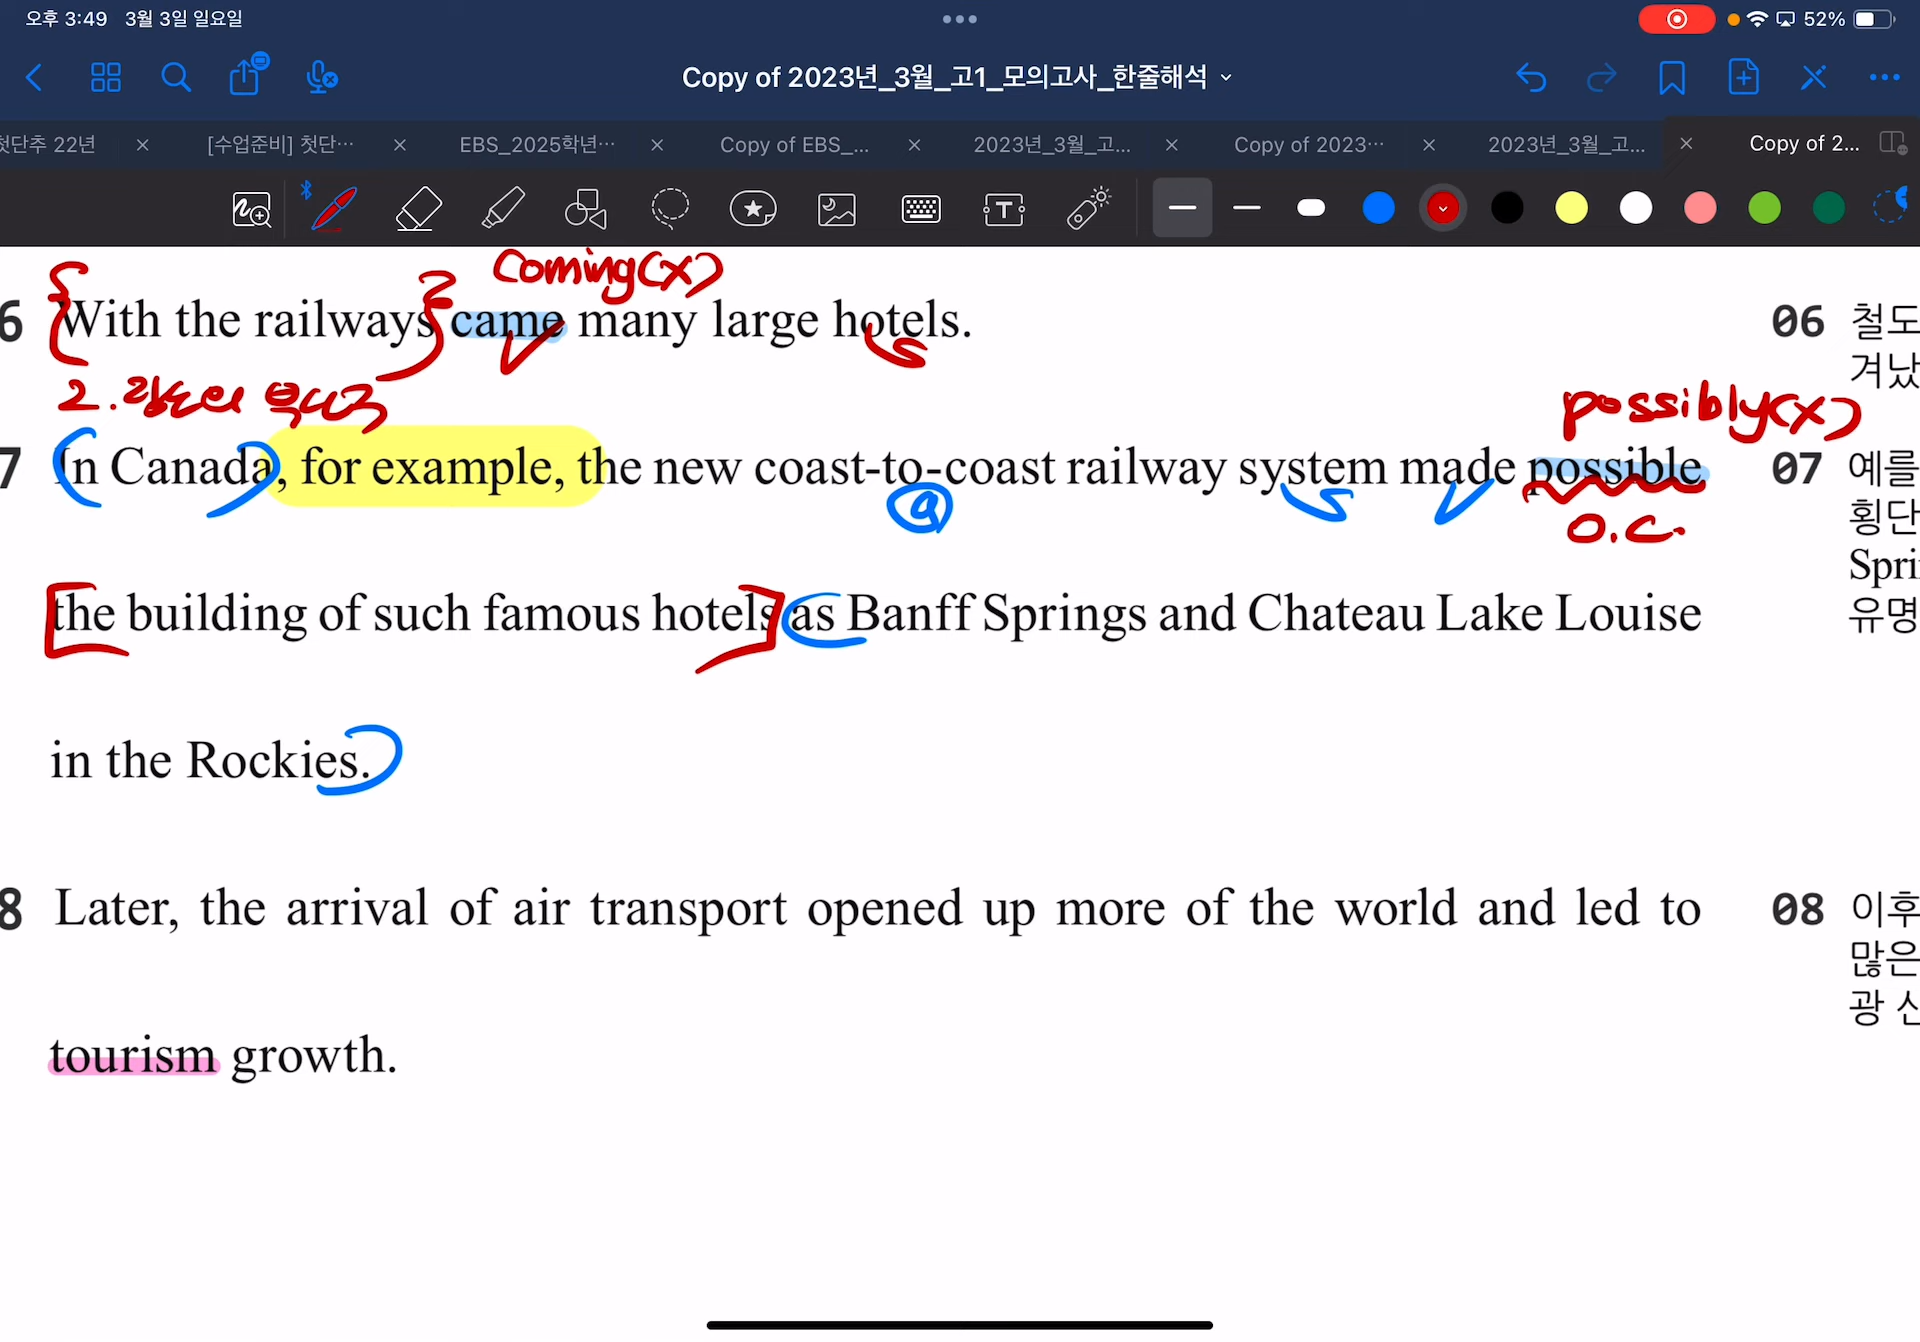 오후 3:49 3월 3일 일요일
52%
Copy of 2023년_3월_고1_모의고사_한줄해석
첫단추 22년
[수업준비] 첫단…
EBS_2025학년…
Copy of EBS_...
2023년_3월_고...
Copy of 2023…
2023년_3월_고...
Copy of 2...
coming(x)
6 With the railways came many large hotels.
S
06 철도
겨났
2.
possibly(x)
7 In Canada, for example, the new coast-to-coast railway system made possible
07 예를
a
S
V
O.C.
횡단
Spri
the building of such famous hotels as Banff Springs and Chateau Lake Louise
유명
in the Rockies.
8 Later, the arrival of air transport opened up more of the world and led to
08 이후
많은
광
tourism growth.